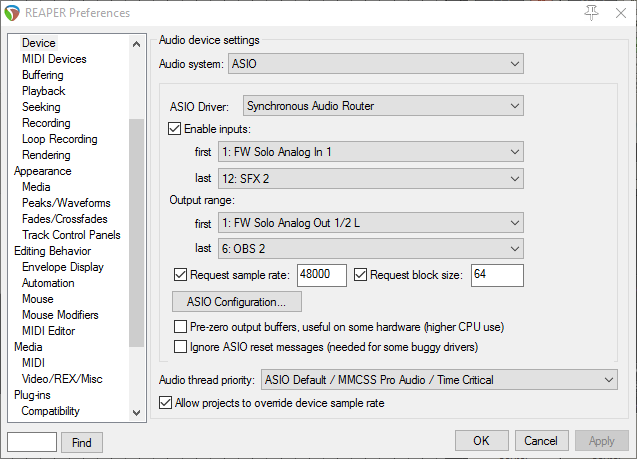 REAPER Preferences
Device
MIDI Devices
Buffering
Playback
Seeking
Recording
Loop Recording
Rendering
Appearance
Media
Peaks/Waveforms
Fades/Crossfades
Track Control Panels
Editing Behavior
Envelope Display
Automation
Mouse
Mouse Modifiers
MIDI Editor
Media
MIDI
Video/REX/Misc
Plug-ins
Compatibility
Find
Audio device settings
Audio system: ASIO
ASIO Driver: Synchronous Audio Router
Enable inputs:
first 1: FW Solo Analog In 1
last 12: SFX 2
Output range:
first 1: FW Solo Analog Out 1/2 L
last 6: OBS 2
Request sample rate: 48000 Request block size: 64
ASIO Configuration...
Pre-zero output buffers, useful on some hardware (higher CPU use)
Ignore ASIO reset messages (needed for some buggy drivers)
Audio thread priority: ASIO Default / MMCSS Pro Audio / Time Critical
Allow projects to override device sample rate
OK Cancel Apply